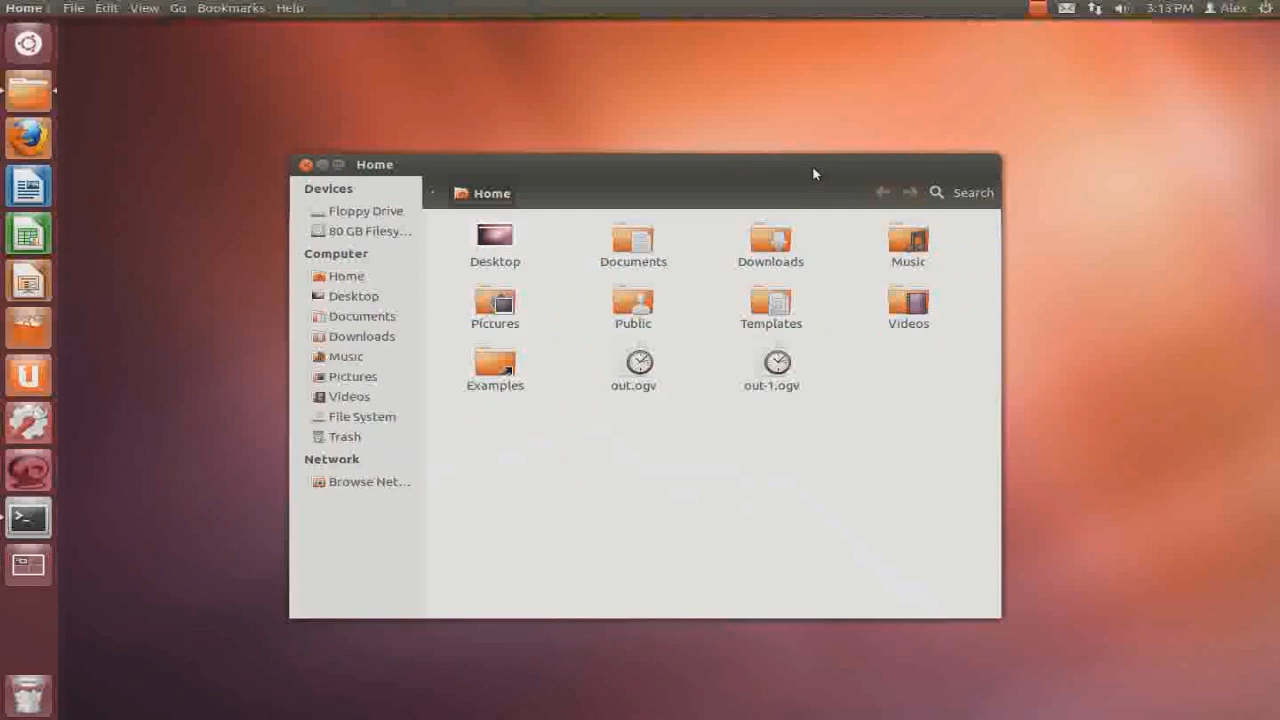 Home File Edit View Go Bookmarks Help 3:13 PM Alex
Home
Devices
Floppy Drive
80 GB Filesy...
Computer
Home
Desktop
Documents
Downloads
Music
Pictures
Videos
File System
Trash
Network
Browse Net...
Home Search
Desktop Documents Downloads Music
Pictures Public Templates Videos
Examples out.ogv out-1.ogv